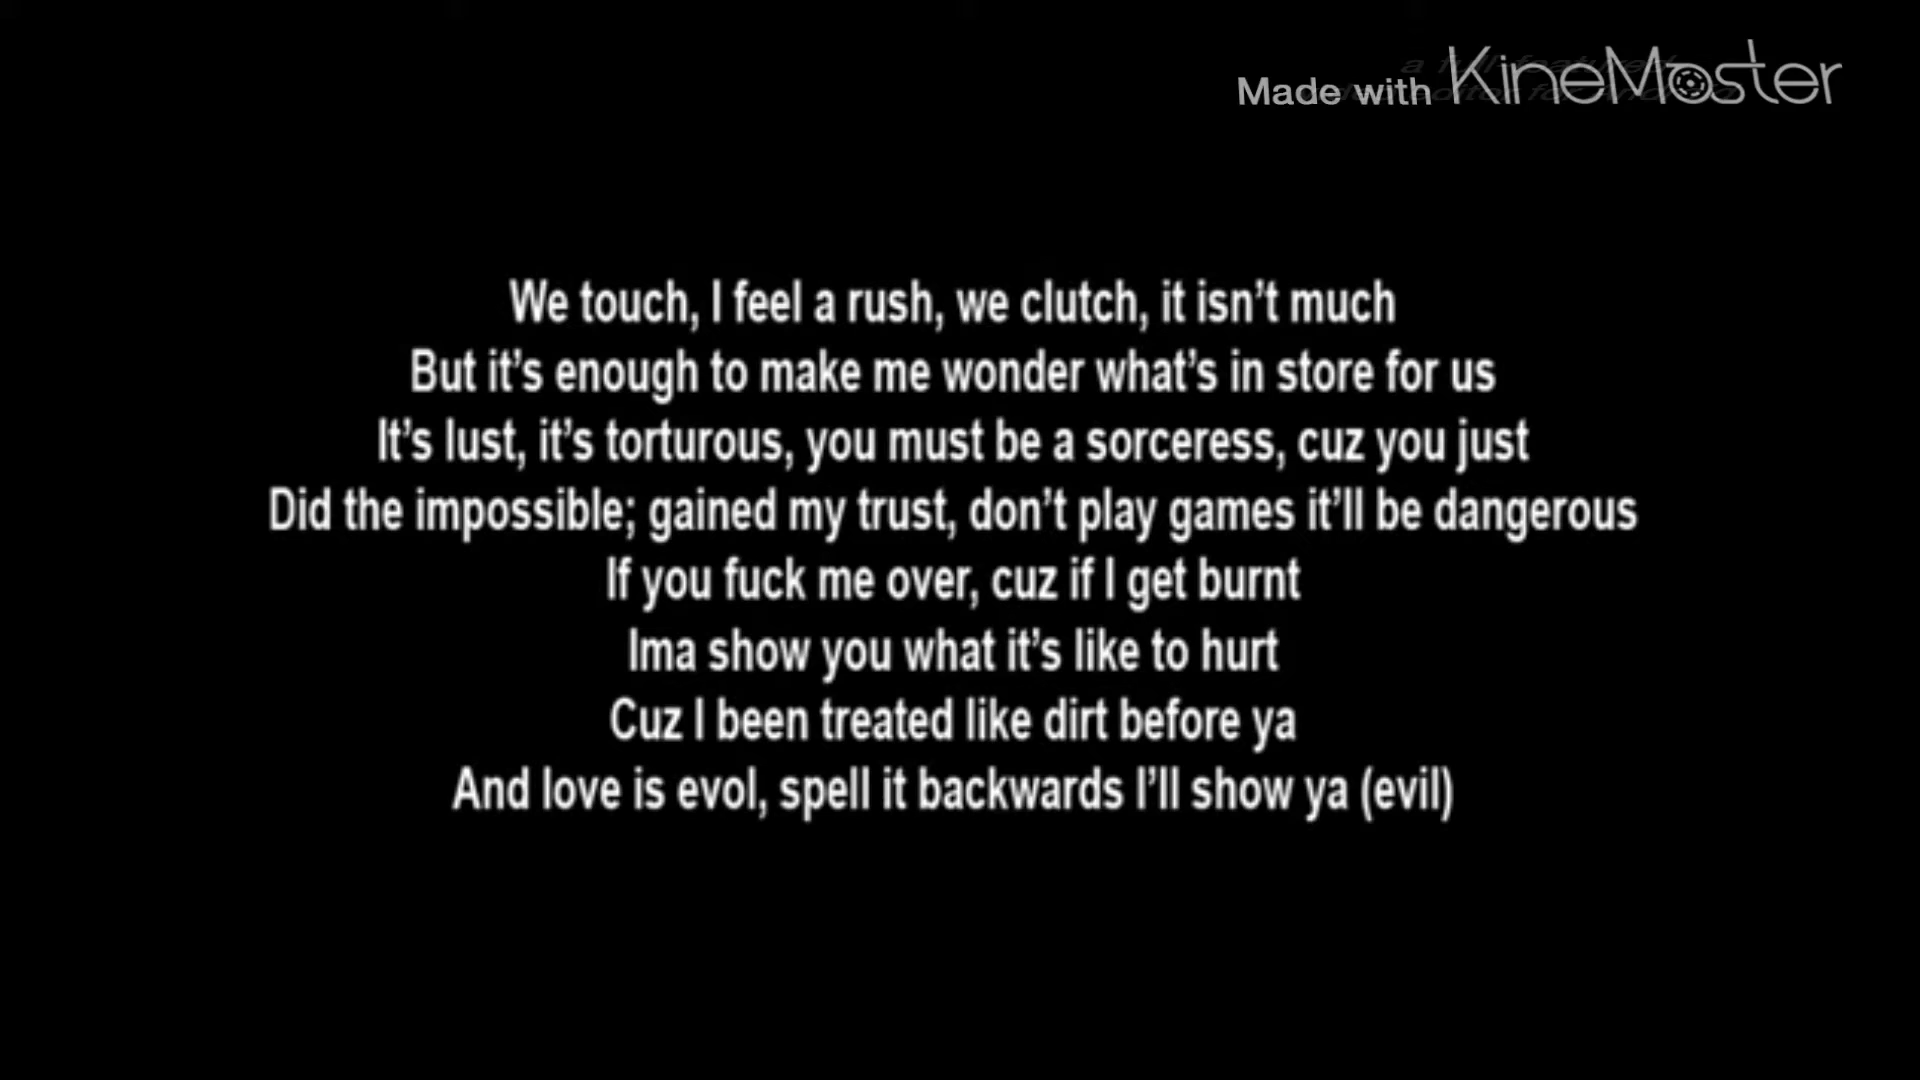 Made with KineMaster
We touch, I feel a rush, we clutch, it isn't much
But it's enough to make me wonder what's in store for us
It's lust, it's torturous, you must be a sorceress, cuz you just
Did the impossible; gained my trust, don't play games it'll be dangerous
If you fuck me over, cuz if I get burnt
Ima show you what it's like to hurt
Cuz I been treated like dirt before ya
And love is evol, spell it backwards I'll show ya (evil)